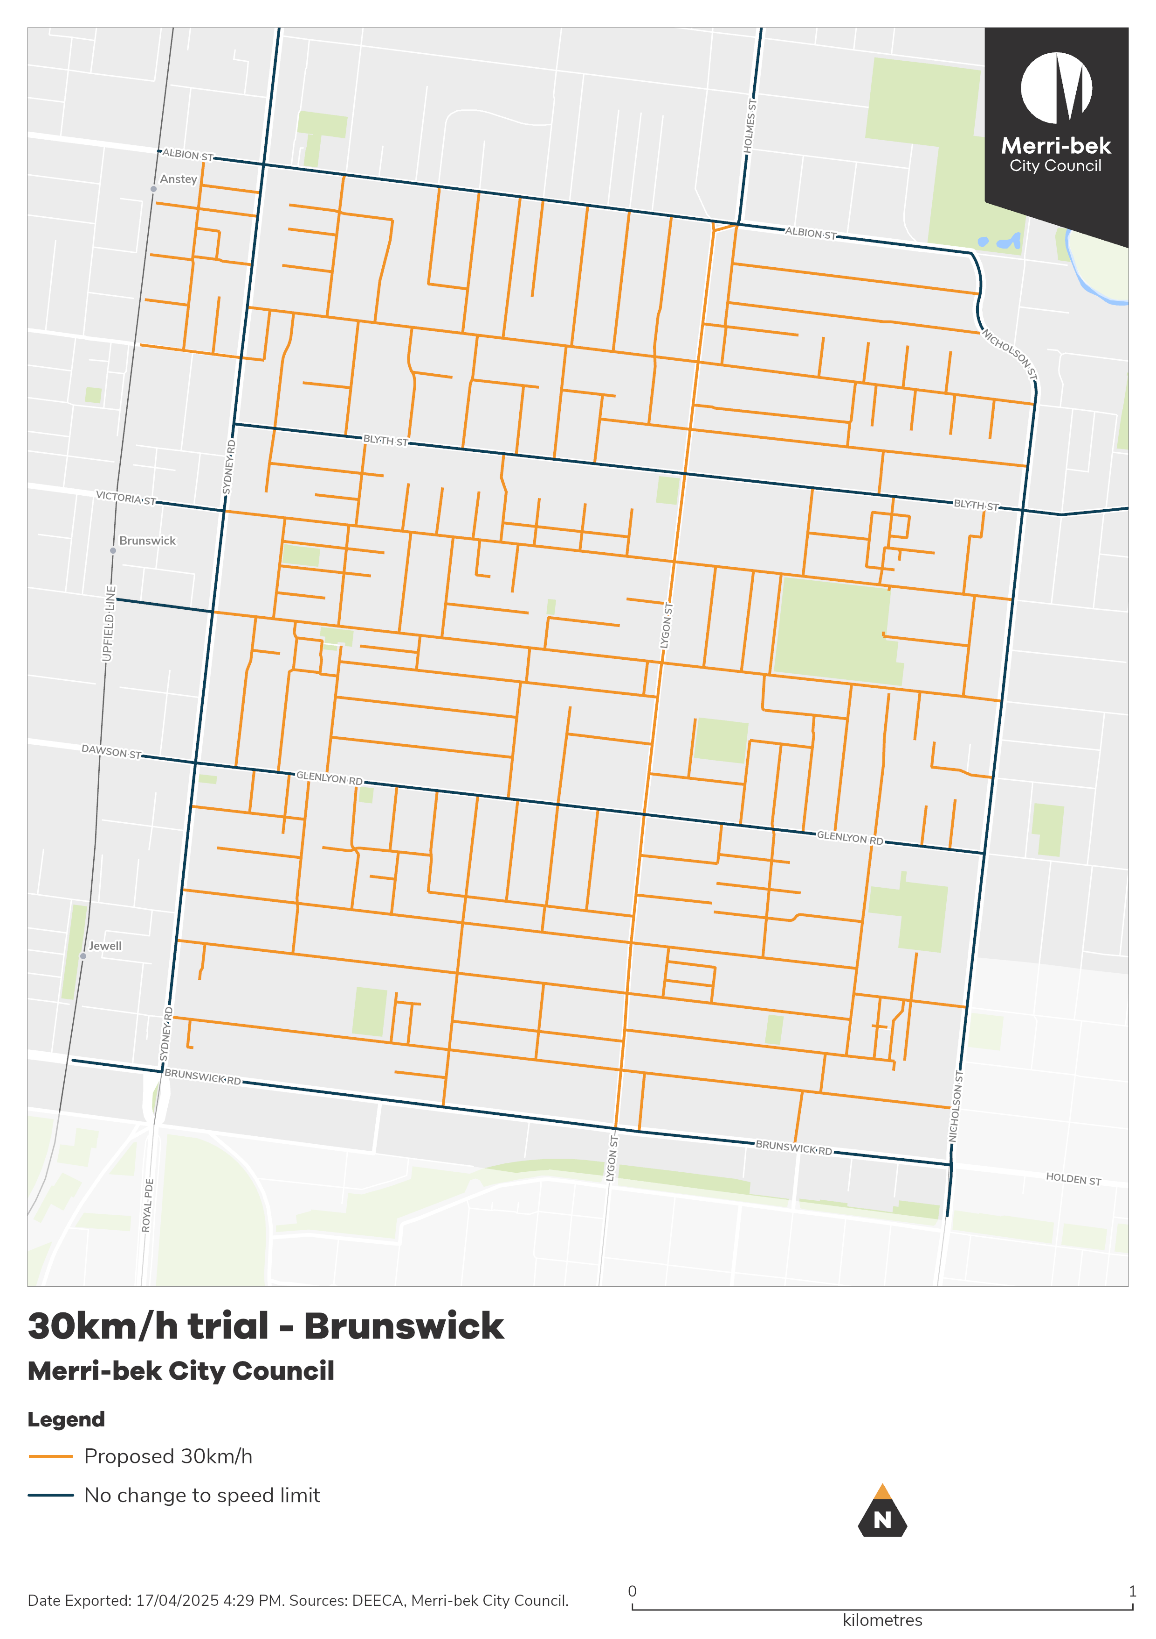 Merri-bek
City Council
HOLMES ST
ALBION ST
Anstey
ALBION ST
NICHOLSON ST
BLYTH ST
SYDNEY RD
VICTORIA ST
BLYTH ST
Brunswick
UPFIELD LINE
LYGON ST
DAWSON ST
GLENLYON RD
GLENLYON RD
Jewell
SYDNEY RD
BRUNSWICK RD
NICHOLSON ST
BRUNSWICK RD
LYGON ST
HOLDEN ST
ROYAL PDE
30km/h trial - Brunswick
Merri-bek City Council
Legend
Proposed 30km/h
No change to speed limit
N
Date Exported: 17/04/2025 4:29 PM. Sources: DEECA, Merri-bek City Council.
0 1
kilometres